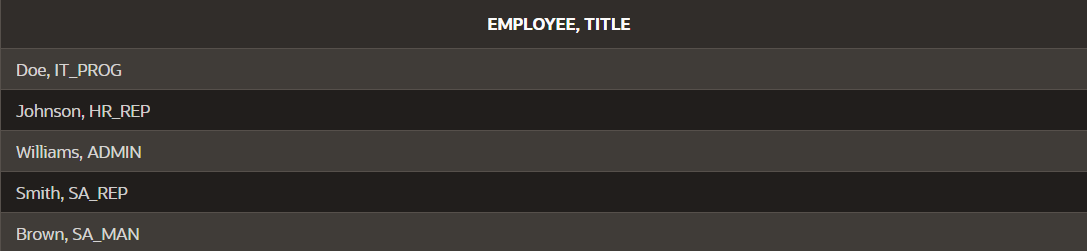 EMPLOYEE, TITLE
Doe, IT_PROG
Johnson, HR_REP
Williams, ADMIN
Smith, SA_REP
Brown, SA_MAN